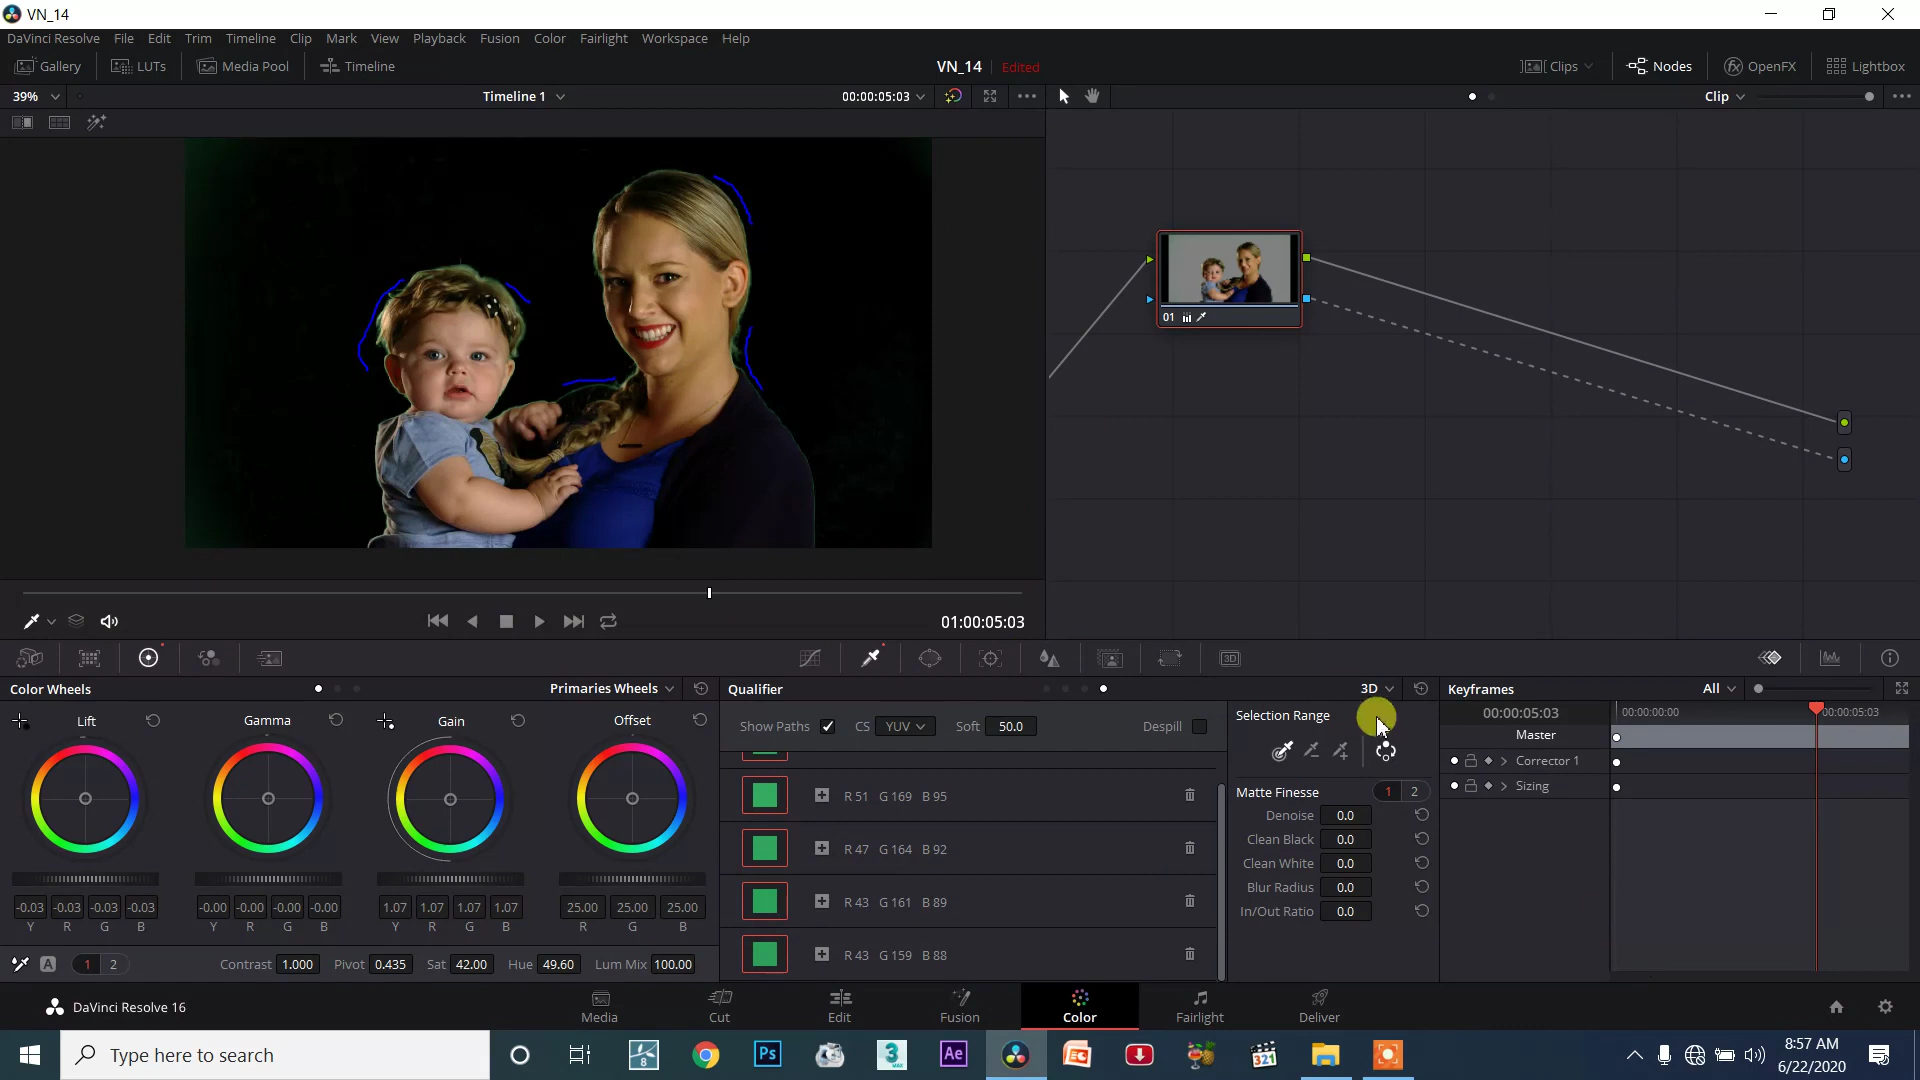 VN_14
DaVinci Resolve File Edit Trim Timeline Clip Mark View Playback Fusion Color Fairlight Workspace Help
Gallery LUTs Media Pool Timeline VN_14 Edited Clips Nodes OpenFX Lightbox
39% Timeline 1 00:00:05:03 Clip
01
01:00:05:03
3D
Color Wheels Primaries Wheels Qualifier 3D Keyframes All
Lift Gamma Gain Offset
Show Paths CS YUV Soft 50.0 Despill Selection Range 00:00:05:03 00:00:00:00 00:00:05:03
Master
Corrector 1
Sizing
R 51 G 169 B 95
R 47 G 164 B 92
R 43 G 161 B 89
R 43 G 159 B 88
Matte Finesse 1 2
Denoise 0.0
Clean Black 0.0
Clean White 0.0
Blur Radius 0.0
In/Out Ratio 0.0
-0.03 -0.03 -0.03 -0.03 -0.00 -0.00 -0.00 -0.00 1.07 1.07 1.07 1.07 25.00 25.00 25.00
Y R G B Y R G B Y R G B R G B
A 1 2 Contrast 1.000 Pivot 0.435 Sat 42.00 Hue 49.60 Lum Mix 100.00
DaVinci Resolve 16 Media Cut Edit Fusion Color Fairlight Deliver
Type here to search 8 Ps 3 MAX Ae 321 8:57 AM
6/22/2020